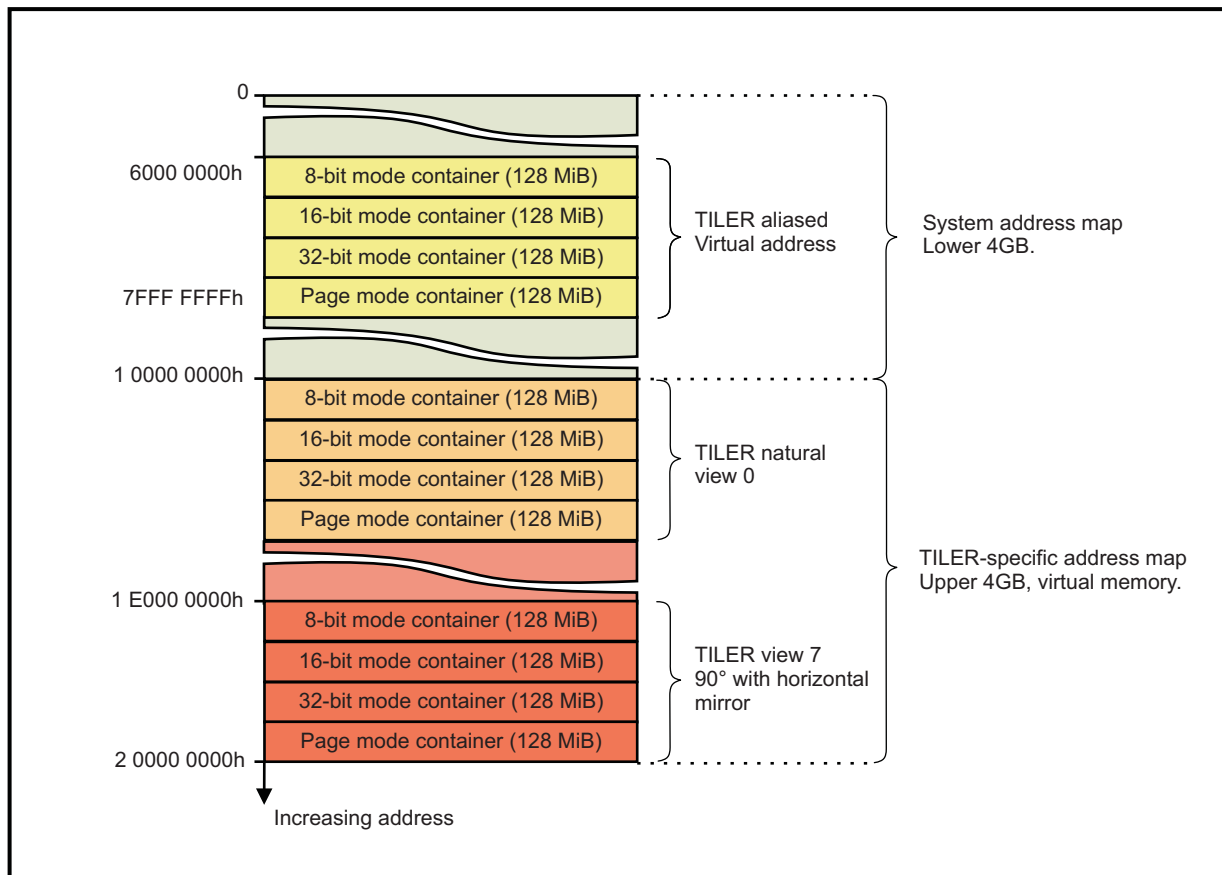 0
6000 0000h
8-bit mode container (128 MiB)
16-bit mode container (128 MiB)
32-bit mode container (128 MiB)
7FFF FFFFh
Page mode container (128 MiB)
TILER aliased
Virtual address
System address map
Lower 4GB.
1 0000 0000h
8-bit mode container (128 MiB)
16-bit mode container (128 MiB)
32-bit mode container (128 MiB)
Page mode container (128 MiB)
TILER natural
view 0
TILER-specific address map
Upper 4GB, virtual memory.
1 E000 0000h
8-bit mode container (128 MiB)
16-bit mode container (128 MiB)
32-bit mode container (128 MiB)
Page mode container (128 MiB)
TILER view 7
90° with horizontal
mirror
2 0000 0000h
Increasing address